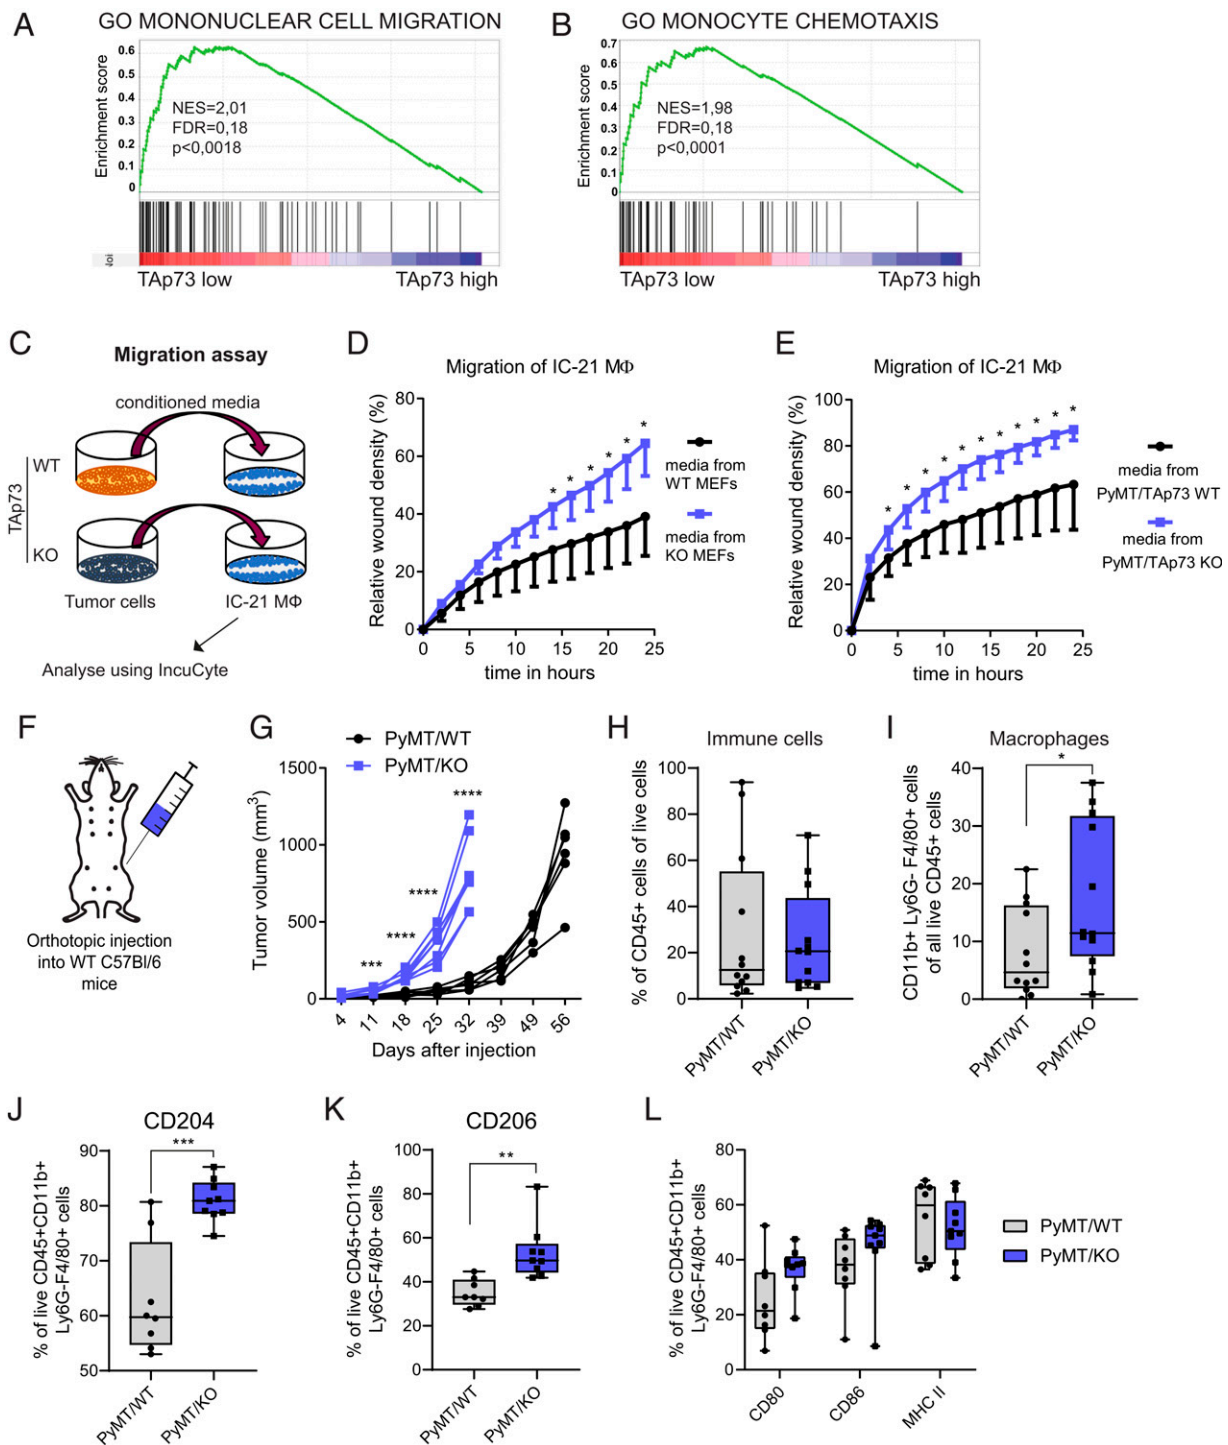 A
GO MONONUCLEAR CELL MIGRATION
Enrichment score
0.6
0.5
0.4
0.3
0.2
0.1
0
NES=2,01
FDR=0,18
p<0,0018
TAp73 low
TAp73 high
B
GO MONOCYTE CHEMOTAXIS
Enrichment score
0.7
0.6
0.5
0.4
0.3
0.2
0.1
0
NES=1,98
FDR=0,18
p<0,0001
TAp73 low
TAp73 high
C
Migration assay
conditioned media
TAp73
WT
KO
Tumor cells
IC-21 MΦ
Analyse using IncuCyte
D
Migration of IC-21 MΦ
Relative wound density (%)
80
60
40
20
0
* * * * * *
0 5 10 15 20 25
time in hours
media from
WT MEFs
media from
KO MEFs
E
Migration of IC-21 MΦ
Relative wound density (%)
100
80
60
40
20
0
* * * * * * * * * * *
0 5 10 15 20 25
time in hours
media from
PyMT/TAp73 WT
media from
PyMT/TAp73 KO
F
Orthotopic injection
into WT C57Bl/6
mice
G
PyMT/WT
PyMT/KO
Tumor volume (mm³)
1500
1000
500
0
***
****
****
****
4 11 18 25 32 39 49 56
Days after injection
H
Immune cells
% of CD45+ cells of live cells
100
80
60
40
20
0
PyMT/WT
PyMT/KO
I
Macrophages
CD11b+ Ly6G- F4/80+ cells
of all live CD45+ cells
40
30
20
10
0
*
PyMT/WT
PyMT/KO
J
CD204
% of live CD45+CD11b+
Ly6G-F4/80+ cells
90
80
70
60
50
***
PyMT/WT
PyMT/KO
K
CD206
% of live CD45+CD11b+
Ly6G-F4/80+ cells
100
80
60
40
20
0
**
PyMT/WT
PyMT/KO
L
% of live CD45+CD11b+
Ly6G-F4/80+ cells
80
60
40
20
0
CD80
CD86
MHC II
PyMT/WT
PyMT/KO